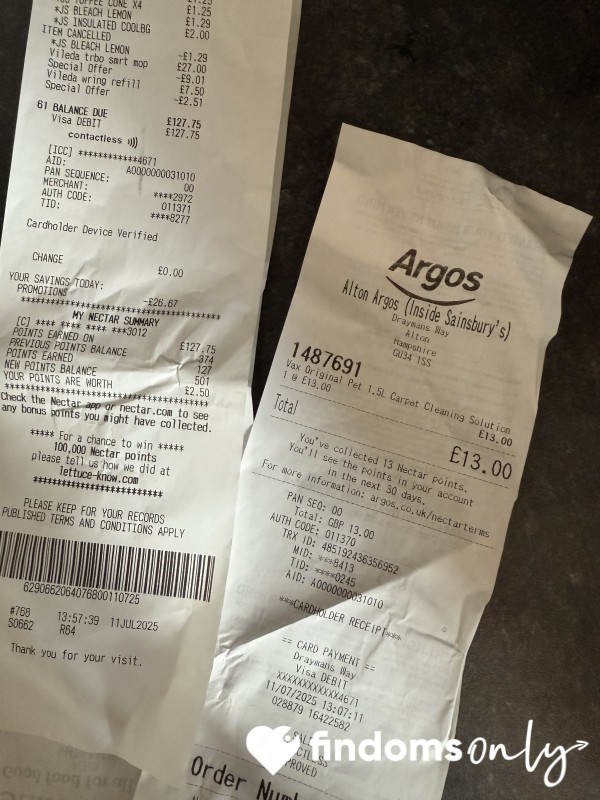 *JS TOFFEE CONE X4 £1.25
*JS BLEACH LEMON £1.29
*JS INSULATED COOLBG £2.00
ITEM CANCELLED
*JS BLEACH LEMON -£1.29
Vileda trbo smrt mop £27.00
Special Offer -£9.01
Vileda wring refill £7.50
Special Offer -£2.51
61 BALANCE DUE £127.75
Visa DEBIT £127.75
contactless
[ICC] ************4671
AID: A0000000031010
PAN SEQUENCE: 00
MERCHANT: ****2972
AUTH CODE: 011371
TID: ****8277
Cardholder Device Verified
CHANGE £0.00
YOUR SAVINGS TODAY:
PROMOTIONS -£26.67
************************************
MY NECTAR SUMMARY
[C] **** **** **** ***3012
POINTS EARNED ON £127.75
PREVIOUS POINTS BALANCE 374
POINTS EARNED 127
NEW POINTS BALANCE 501
YOUR POINTS ARE WORTH £2.50
************************************
Check the Nectar app or nectar.com to see
any bonus points you might have collected.
***** For a chance to win *****
100,000 Nectar points
please tell us how we did at
lettuce-know.com
************************
PLEASE KEEP FOR YOUR RECORDS
PUBLISHED TERMS AND CONDITIONS APPLY
6290662064076800110725
#768 13:57:39 11JUL2025
S0662 R64
Thank you for your visit.
Argos
Alton Argos (Inside Sainsbury's)
Draymans Way
Alton
Hampshire
GU34 1SS
1487691
Vax Original Pet 1.5L Carpet Cleaning Solution
1 @ £13.00 £13.00
Total £13.00
You've collected 13 Nectar points.
You'll see the points in your account
in the next 30 days.
For more information: argos.co.uk/nectarterms
PAN SEQ: 00
Total: GBP 13.00
AUTH CODE: 011370
TRX ID: 485192436356952
MID: ***8413
TID: ****0245
AID: A0000000031010
***CARDHOLDER RECEIPT***
== CARD PAYMENT ==
Draymans Way
Visa DEBIT
XXXXXXXXXXXX4671
11/07/2025 13:07:11
028879 16422582
findomsonly
Order